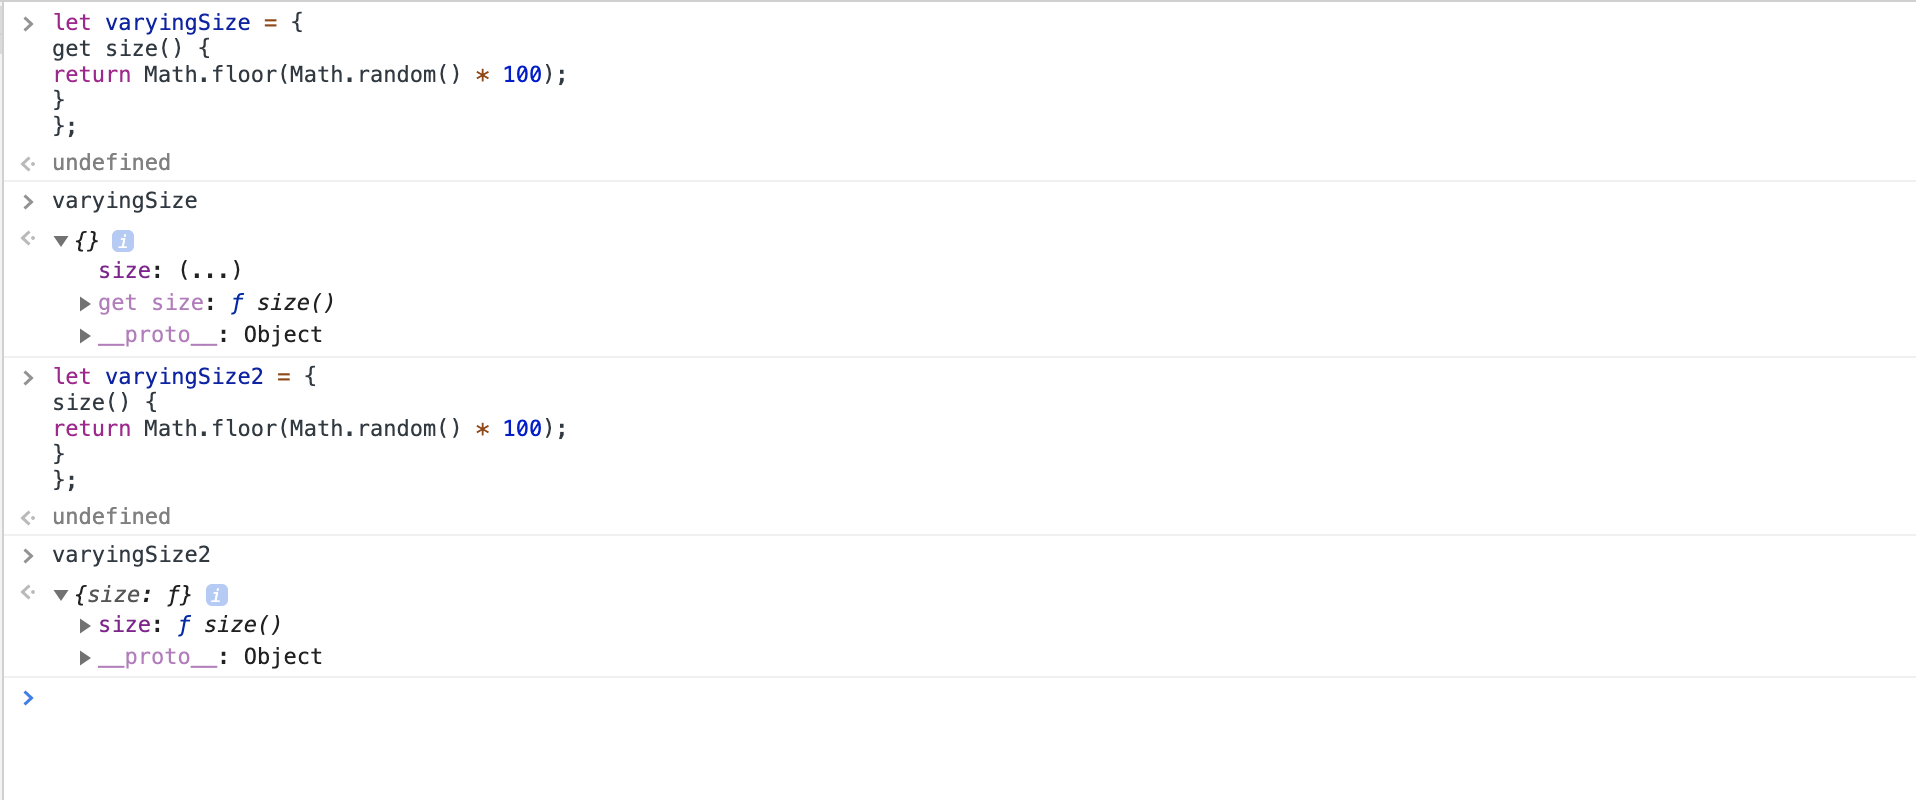 > let varyingSize = {
get size() {
return Math.floor(Math.random() * 100);
}
};
undefined
> varyingSize
▼{} i
size: (...)
▶get size: ƒ size()
▶__proto__: Object
> let varyingSize2 = {
size() {
return Math.floor(Math.random() * 100);
}
};
undefined
> varyingSize2
▼{size: ƒ} i
▶size: ƒ size()
▶__proto__: Object
>